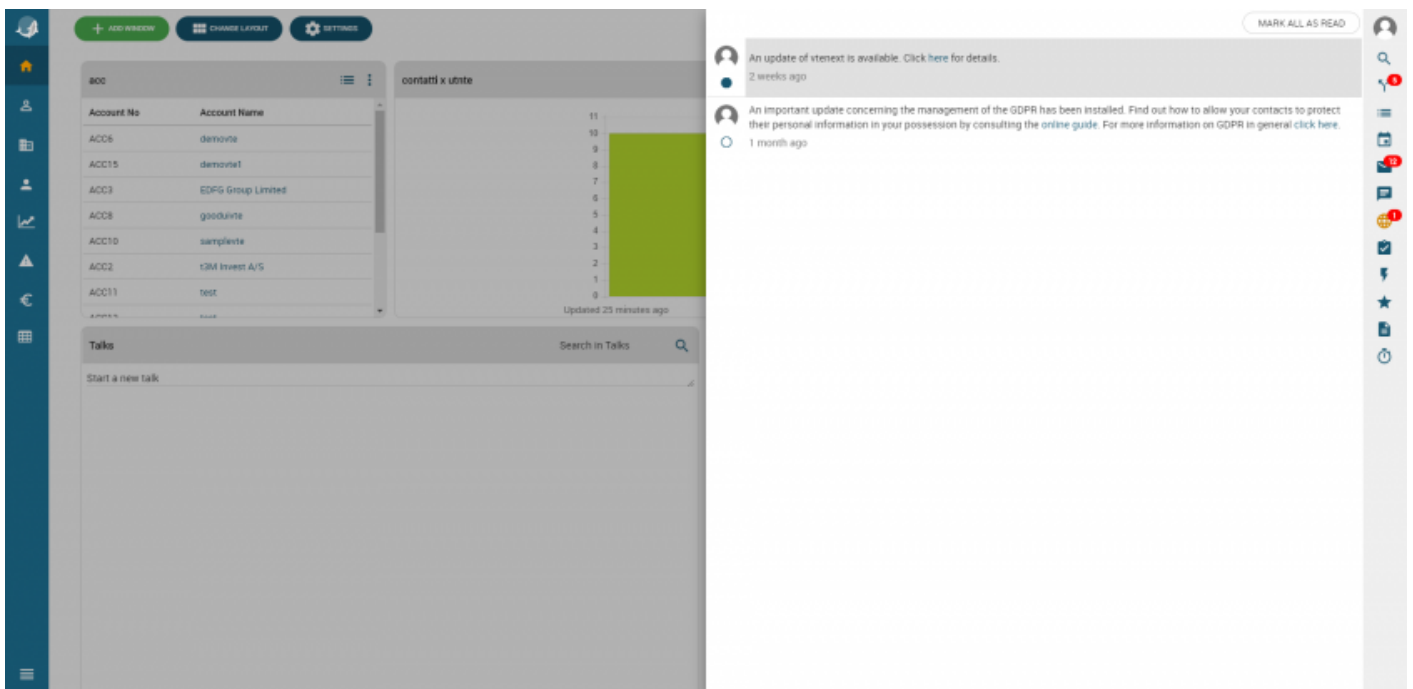 ADD WINDOW
CHANGE LAYOUT
SETTINGS
MARK ALL AS READ
acc
Account No Account Name
ACC6 demovte
ACC15 demovte1
ACC3 EDFG Group Limited
ACC8 gooduivte
ACC10 samplevte
ACC2 t3M Invest A/S
ACC11 test
contatti x utnte
11
10
9
8
7
6
5
4
3
2
1
0
Updated 25 minutes ago
Talks Search in Talks
Start a new talk
An update of vtenext is available. Click here for details.
2 weeks ago
An important update concerning the management of the GDPR has been installed. Find out how to allow your contacts to protect
their personal information in your possession by consulting the online guide. For more information on GDPR in general click here.
1 month ago
12
1